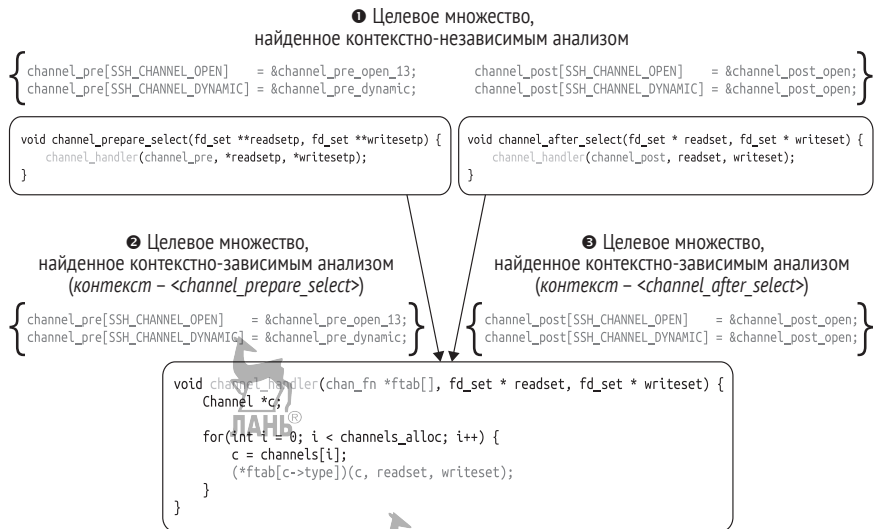 ❶ Целевое множество,
найденное контекстно-независимым анализом
{ channel_pre[SSH_CHANNEL_OPEN] = &channel_pre_open_13; channel_post[SSH_CHANNEL_OPEN] = &channel_post_open; }
channel_pre[SSH_CHANNEL_DYNAMIC] = &channel_pre_dynamic; channel_post[SSH_CHANNEL_DYNAMIC] = &channel_post_open;
void channel_prepare_select(fd_set **readsetp, fd_set **writesetp) {
channel_handler(channel_pre, *readsetp, *writesetp);
}
void channel_after_select(fd_set * readset, fd_set * writeset) {
channel_handler(channel_post, readset, writeset);
}
❷ Целевое множество,
найденное контекстно-зависимым анализом
(контекст – <channel_prepare_select>)
{ channel_pre[SSH_CHANNEL_OPEN] = &channel_pre_open_13; }
channel_pre[SSH_CHANNEL_DYNAMIC] = &channel_pre_dynamic;
❸ Целевое множество,
найденное контекстно-зависимым анализом
(контекст – <channel_after_select>)
{ channel_post[SSH_CHANNEL_OPEN] = &channel_post_open; }
channel_post[SSH_CHANNEL_DYNAMIC] = &channel_post_open;
void channel_handler(chan_fn *ftab[], fd_set * readset, fd_set * writeset) {
Channel *c;
ЛАНЬ®
for(int i = 0; i < channels_alloc; i++) {
c = channels[i];
(*ftab[c->type])(c, readset, writeset);
}
}